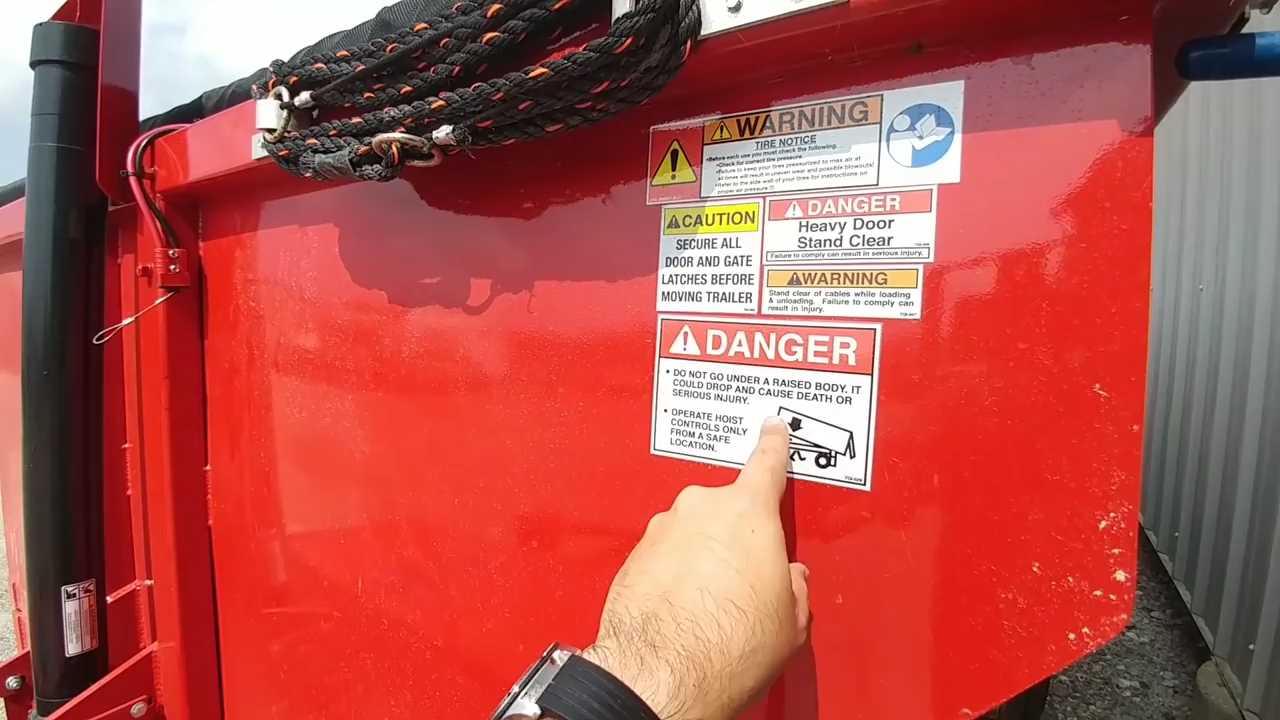 WARNING
TIRE NOTICE
•Before each use you must check the following...
•Check for correct tire pressure.
•Failure to keep your tires pressurized to max air at
all times will result in uneven wear and possible blowouts!
•Refer to the side wall of your tires for instructions on
proper air pressure !!!
CAUTION
SECURE ALL
DOOR AND GATE
LATCHES BEFORE
MOVING TRAILER
DANGER
Heavy Door
Stand Clear
Failure to comply can result in serious injury.
WARNING
Stand clear of cables while loading
& unloading. Failure to comply can
result in injury.
DANGER
• DO NOT GO UNDER A RAISED BODY. IT
COULD DROP AND CAUSE DEATH OR
SERIOUS INJURY.
• OPERATE HOIST
CONTROLS ONLY
FROM A SAFE
LOCATION.